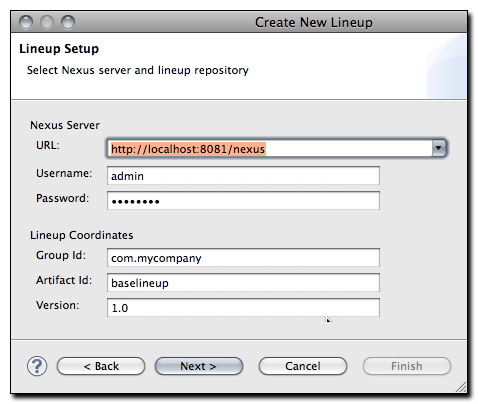 Create New Lineup
Lineup Setup
Select Nexus server and lineup repository
Nexus Server
URL: http://localhost:8081/nexus
Username: admin
Password: ••••••••
Lineup Coordinates
Group Id: com.mycompany
Artifact Id: baselineup
Version: 1.0
? < Back Next > Cancel Finish